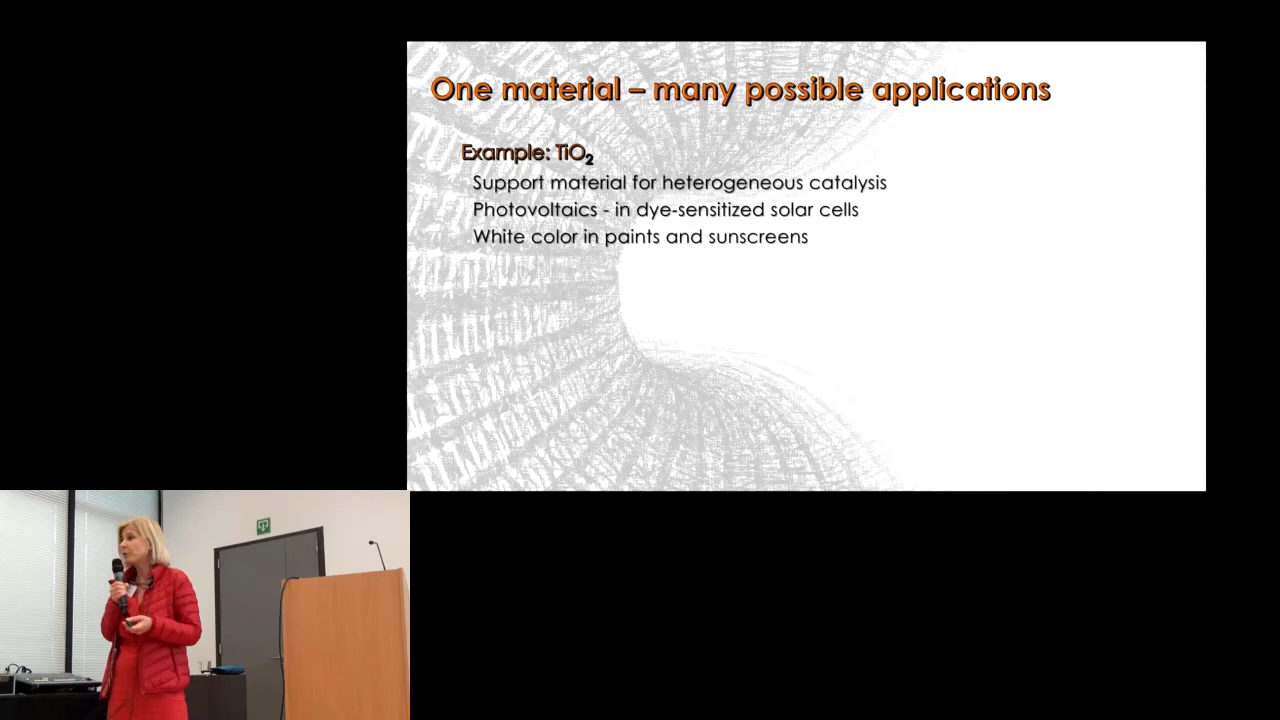 One material – many possible applications
Example: TiO₂
Support material for heterogeneous catalysis
Photovoltaics - in dye-sensitized solar cells
White color in paints and sunscreens